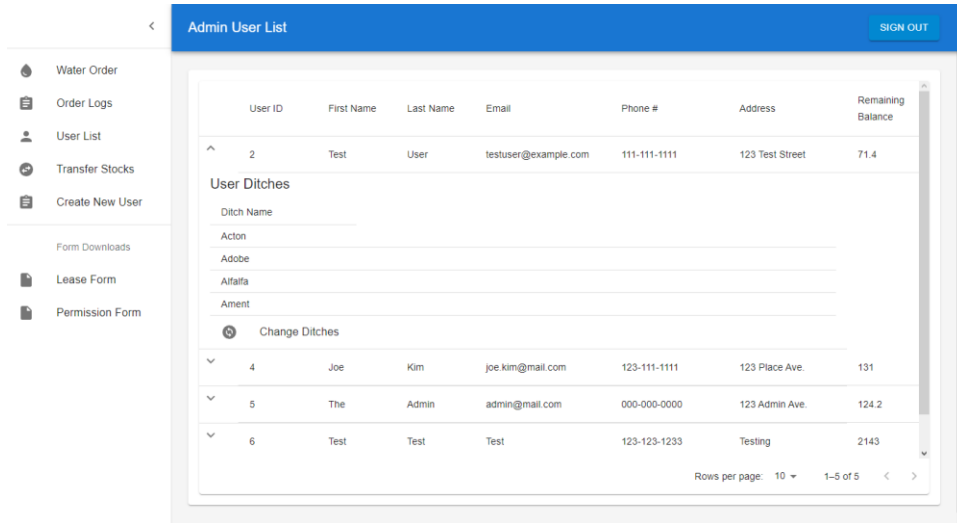 Admin User List
SIGN OUT
Water Order
Order Logs
User List
Transfer Stocks
Create New User
Form Downloads
Lease Form
Permission Form
User ID First Name Last Name Email Phone # Address Remaining Balance
2 Test User testuser@example.com 111-111-1111 123 Test Street 71.4
User Ditches
Ditch Name
Acton
Adobe
Alfalfa
Ament
Change Ditches
4 Joe Kim joe.kim@mail.com 123-111-1111 123 Place Ave. 131
5 The Admin admin@mail.com 000-000-0000 123 Admin Ave. 124.2
6 Test Test Test 123-123-1233 Testing 2143
Rows per page: 10 1–5 of 5